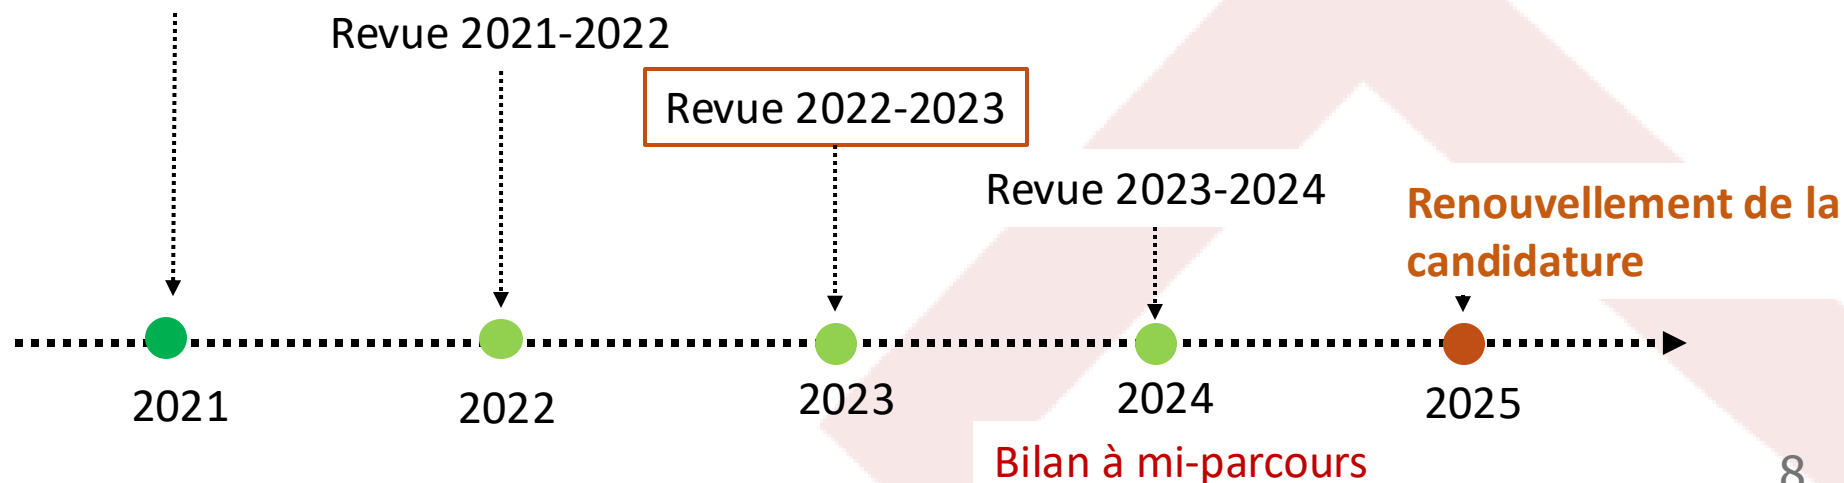 Revue 2021-2022
Revue 2022-2023
Revue 2023-2024
Renouvellement de la
candidature
2021
2022
2023
2024
2025
Bilan à mi-parcours
8